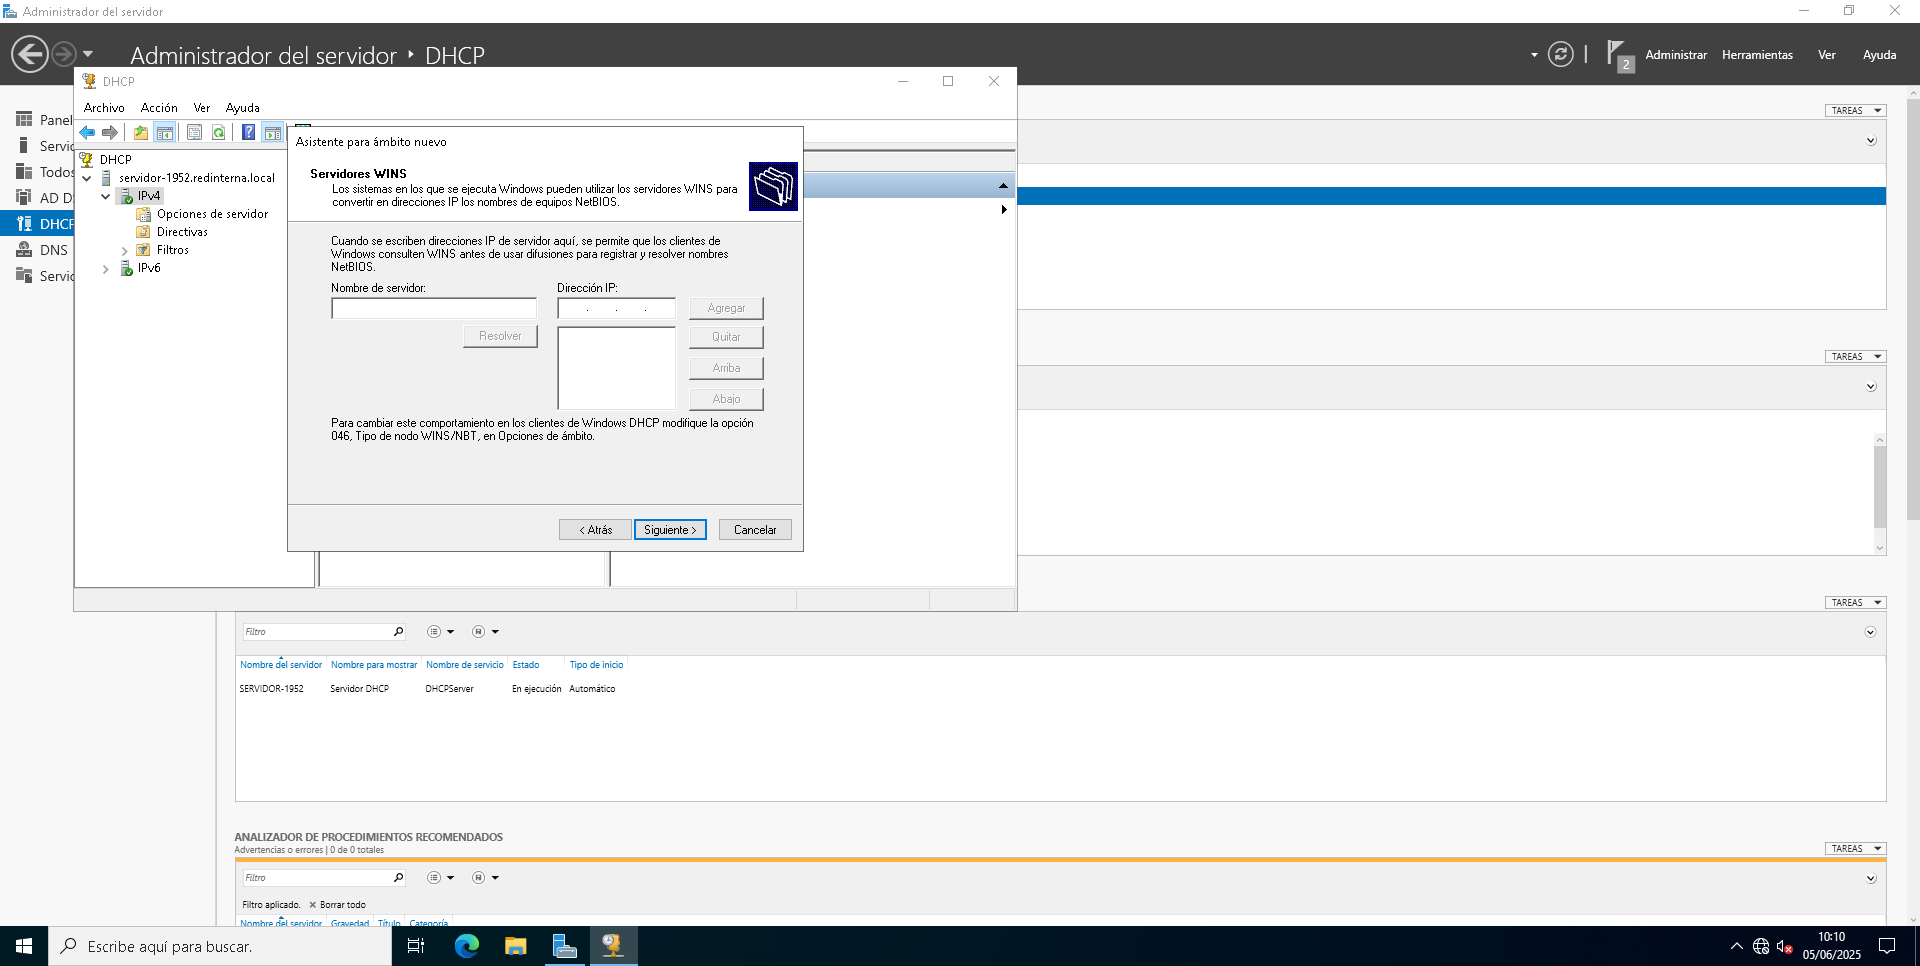 Administrador del servidor
Administrador del servidor ‣ DHCP
2
Administrar
Herramientas
Ver
Ayuda
DHCP
Archivo
Acción
Ver
Ayuda
Todos
AD D
DHCP
DNS
DHCP
servidor-1952.redinterna.local
IPv4
Opciones de servidor
Directivas
Filtros
IPv6
Asistente para ámbito nuevo
Servidores WINS
Los sistemas en los que se ejecuta Windows pueden utilizar los servidores WINS para
convertir en direcciones IP los nombres de equipos NetBIOS.
Cuando se escriben direcciones IP de servidor aquí, se permite que los clientes de
Windows consulten WINS antes de usar difusiones para registrar y resolver nombres
NetBIOS.
Nombre de servidor:
Dirección IP:
. . .
Agregar
Resolver
Quitar
Arriba
Abajo
Para cambiar este comportamiento en los clientes de Windows DHCP modifique la opción
046, Tipo de nodo WINS/NBT, en Opciones de ámbito.
< Atrás
Siguiente >
Cancelar
TAREAS
TAREAS
TAREAS
Filtro
Nombre del servidor
Nombre para mostrar
Nombre de servicio
Estado
Tipo de inicio
SERVIDOR-1952
Servidor DHCP
DHCPServer
En ejecución
Automático
ANALIZADOR DE PROCEDIMIENTOS RECOMENDADOS
Advertencias o errores | 0 de 0 totales
TAREAS
Filtro
Filtro aplicado.
Borrar todo
Nombre del servidor
Gravedad
Título
Categoría
Escribe aquí para buscar.
10:10
05/06/2025